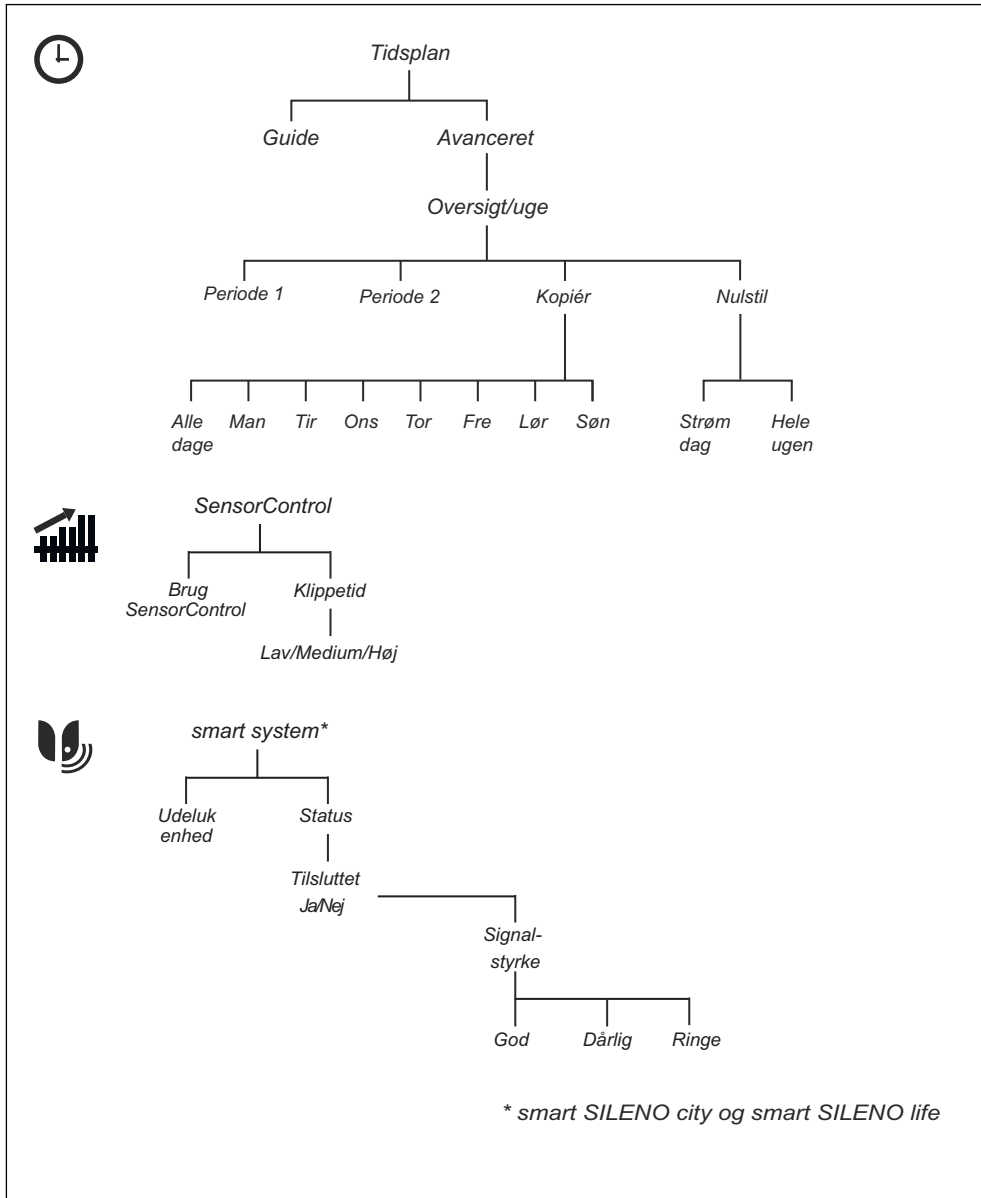 Tidsplan
Guide Avanceret
Oversigt/uge
Periode 1 Periode 2 Kopiér Nulstil
Alle dage Man Tir Ons Tor Fre Lør Søn Strøm dag Hele ugen
SensorControl
Brug SensorControl Klippetid
Lav/Medium/Høj
smart system*
Udeluk enhed Status
Tilsluttet
Ja/Nej
Signal-
styrke
God Dårlig Ringe
* smart SILENO city og smart SILENO life